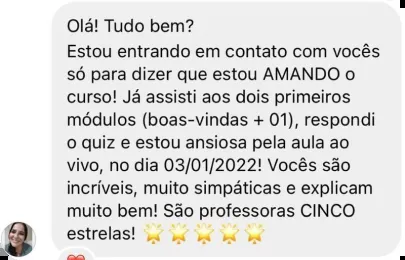 Olá! Tudo bem?
Estou entrando em contato com vocês
só para dizer que estou AMANDO o
curso! Já assisti aos dois primeiros
módulos (boas-vindas + 01), respondi
o quiz e estou ansiosa pela aula ao
vivo, no dia 03/01/2022! Vocês são
incríveis, muito simpáticas e explicam
muito bem! São professoras CINCO
estrelas! 🌟🌟🌟🌟🌟